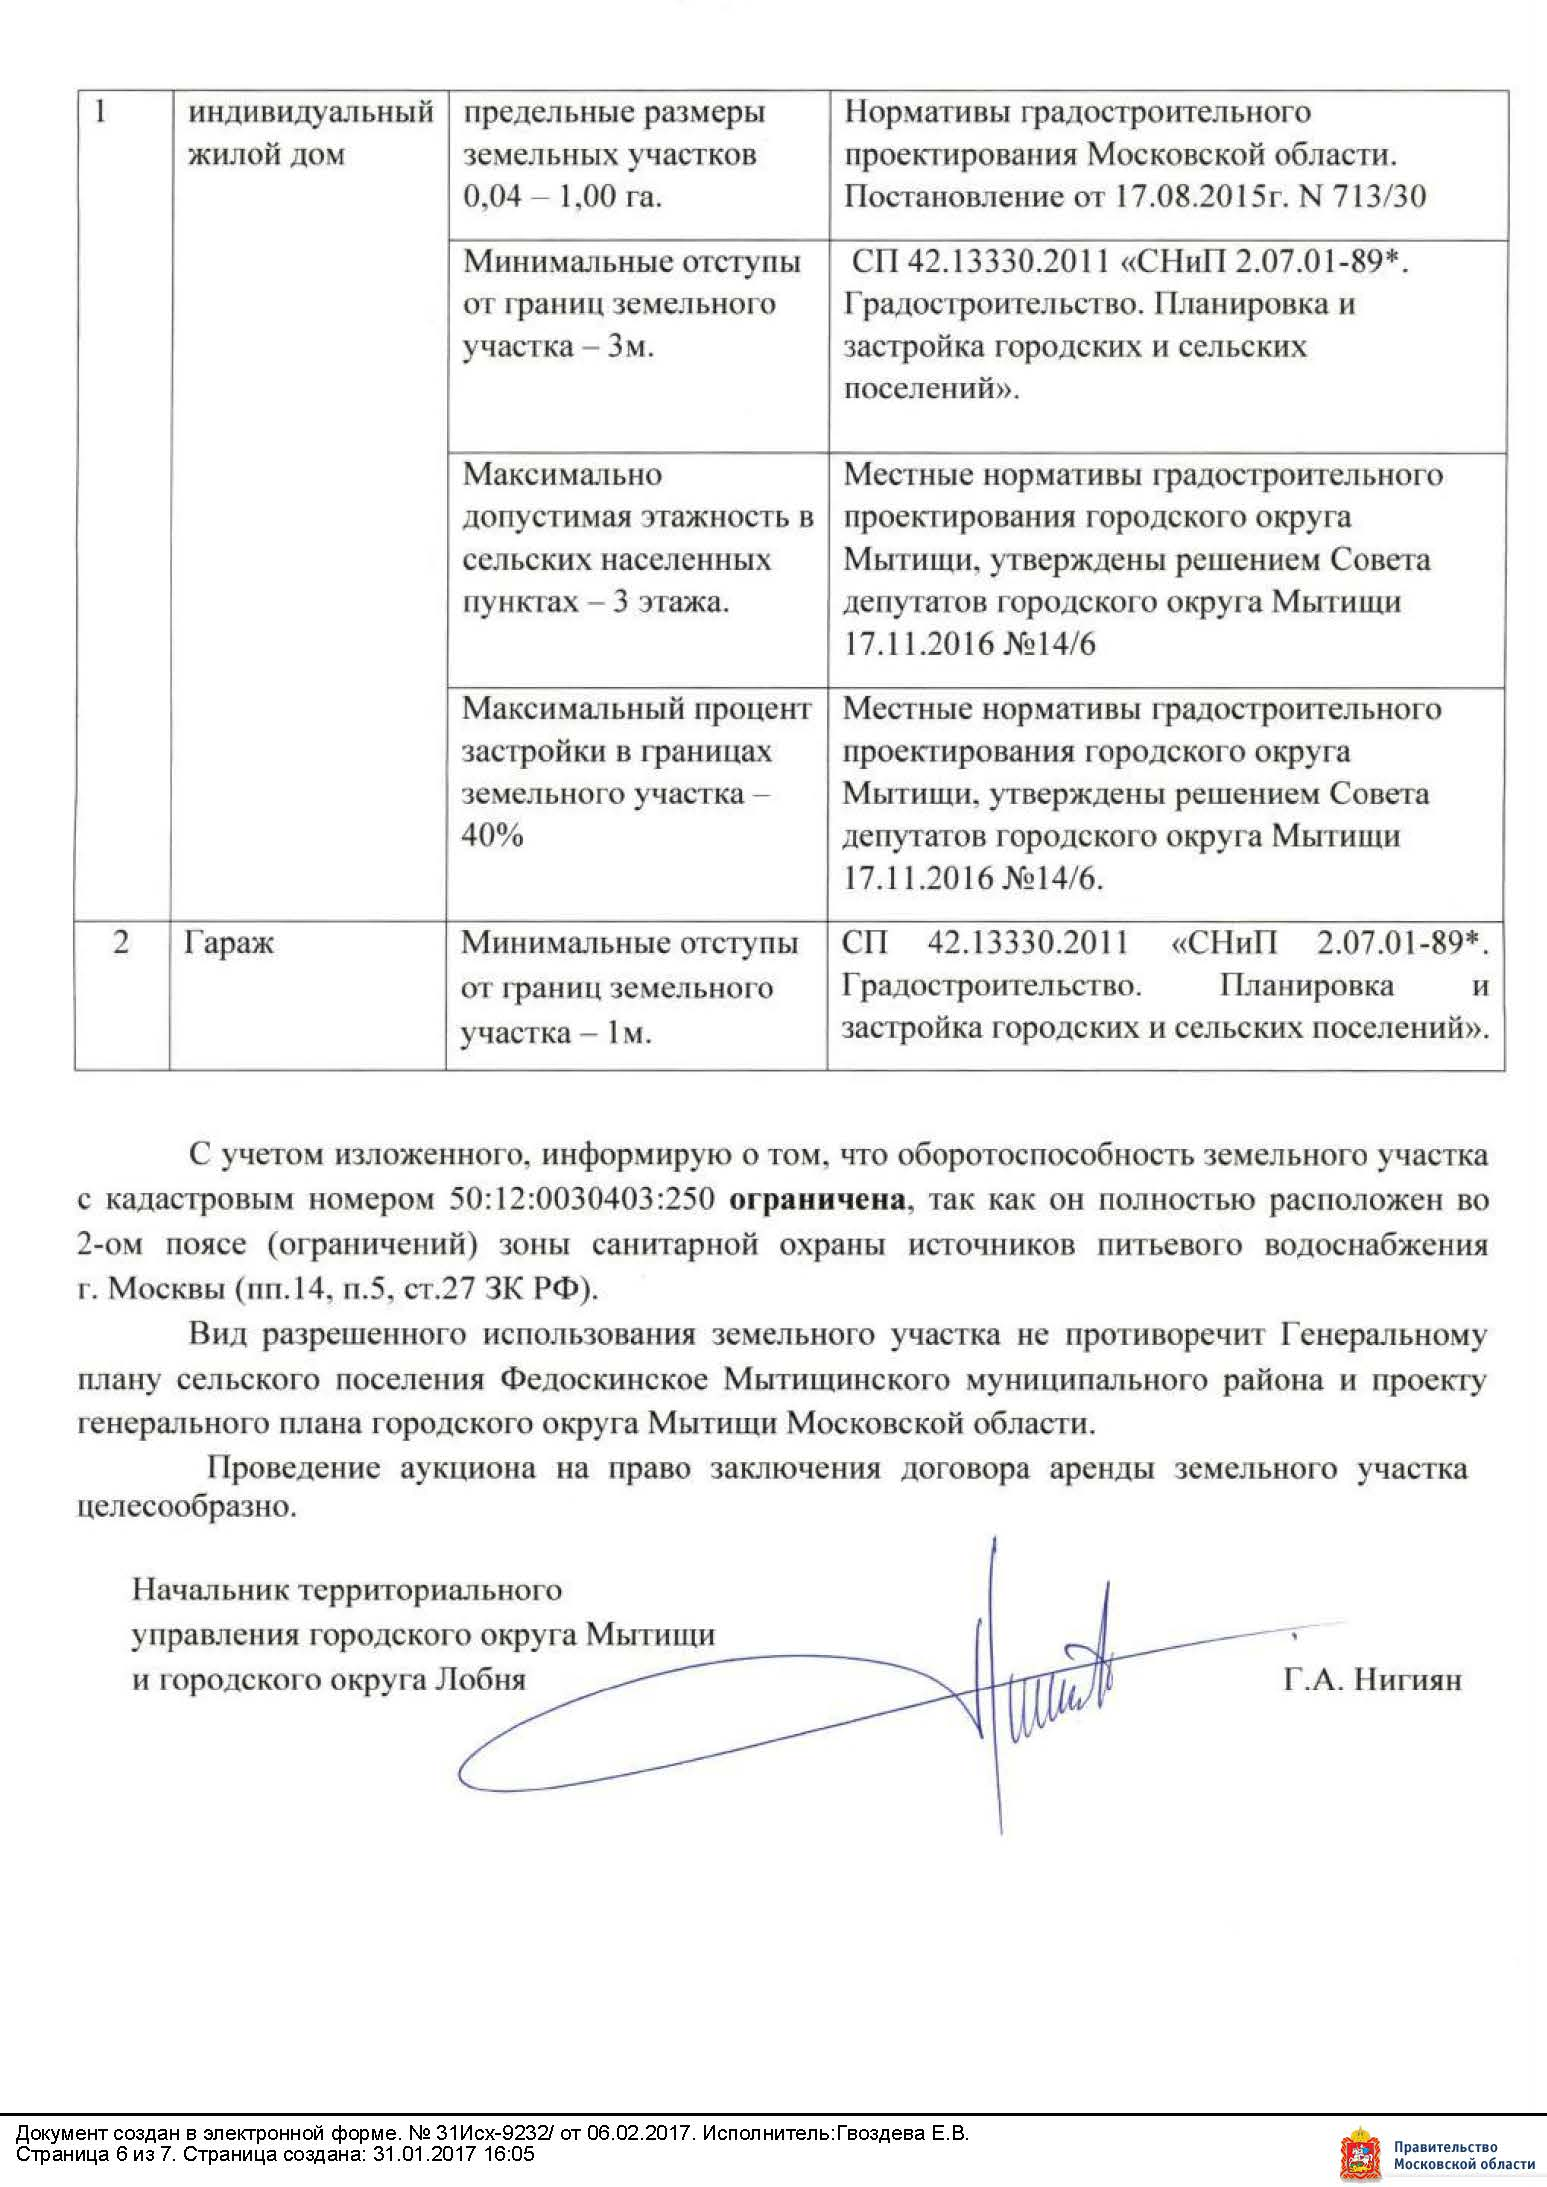 1
индивидуальный
жилой дом
предельные размеры
земельных участков
0,04 – 1,00 га.
Нормативы градостроительного
проектирования Московской области.
Постановление от 17.08.2015г. N 713/30
Минимальные отступы
от границ земельного
участка – 3м.
СП 42.13330.2011 «СНиП 2.07.01-89*.
Градостроительство. Планировка и
застройка городских и сельских
поселений».
Максимально
допустимая этажность в
сельских населенных
пунктах – 3 этажа.
Местные нормативы градостроительного
проектирования городского округа
Мытищи, утверждены решением Совета
депутатов городского округа Мытищи
17.11.2016 №14/6
Максимальный процент
застройки в границах
земельного участка –
40%
Местные нормативы градостроительного
проектирования городского округа
Мытищи, утверждены решением Совета
депутатов городского округа Мытищи
17.11.2016 №14/6.
2
Гараж
Минимальные отступы
от границ земельного
участка – 1м.
СП 42.13330.2011 «СНиП 2.07.01-89*.
Градостроительство. Планировка и
застройка городских и сельских поселений».
С учетом изложенного, информирую о том, что оборотоспособность земельного участка
с кадастровым номером 50:12:0030403:250 ограничена, так как он полностью расположен во
2-ом поясе (ограничений) зоны санитарной охраны источников питьевого водоснабжения
г. Москвы (пп.14, п.5, ст.27 ЗК РФ).
Вид разрешенного использования земельного участка не противоречит Генеральному
плану сельского поселения Федоскинское Мытищинского муниципального района и проекту
генерального плана городского округа Мытищи Московской области.
Проведение аукциона на право заключения договора аренды земельного участка
целесообразно.
Начальник территориального
управления городского округа Мытищи
и городского округа Лобня
Г.А. Нигиян
Документ создан в электронной форме. № 31Исх-9232/ от 06.02.2017. Исполнитель:Гвоздева Е.В.
Страница 6 из 7. Страница создана: 31.01.2017 16:05
Правительство
Московской области